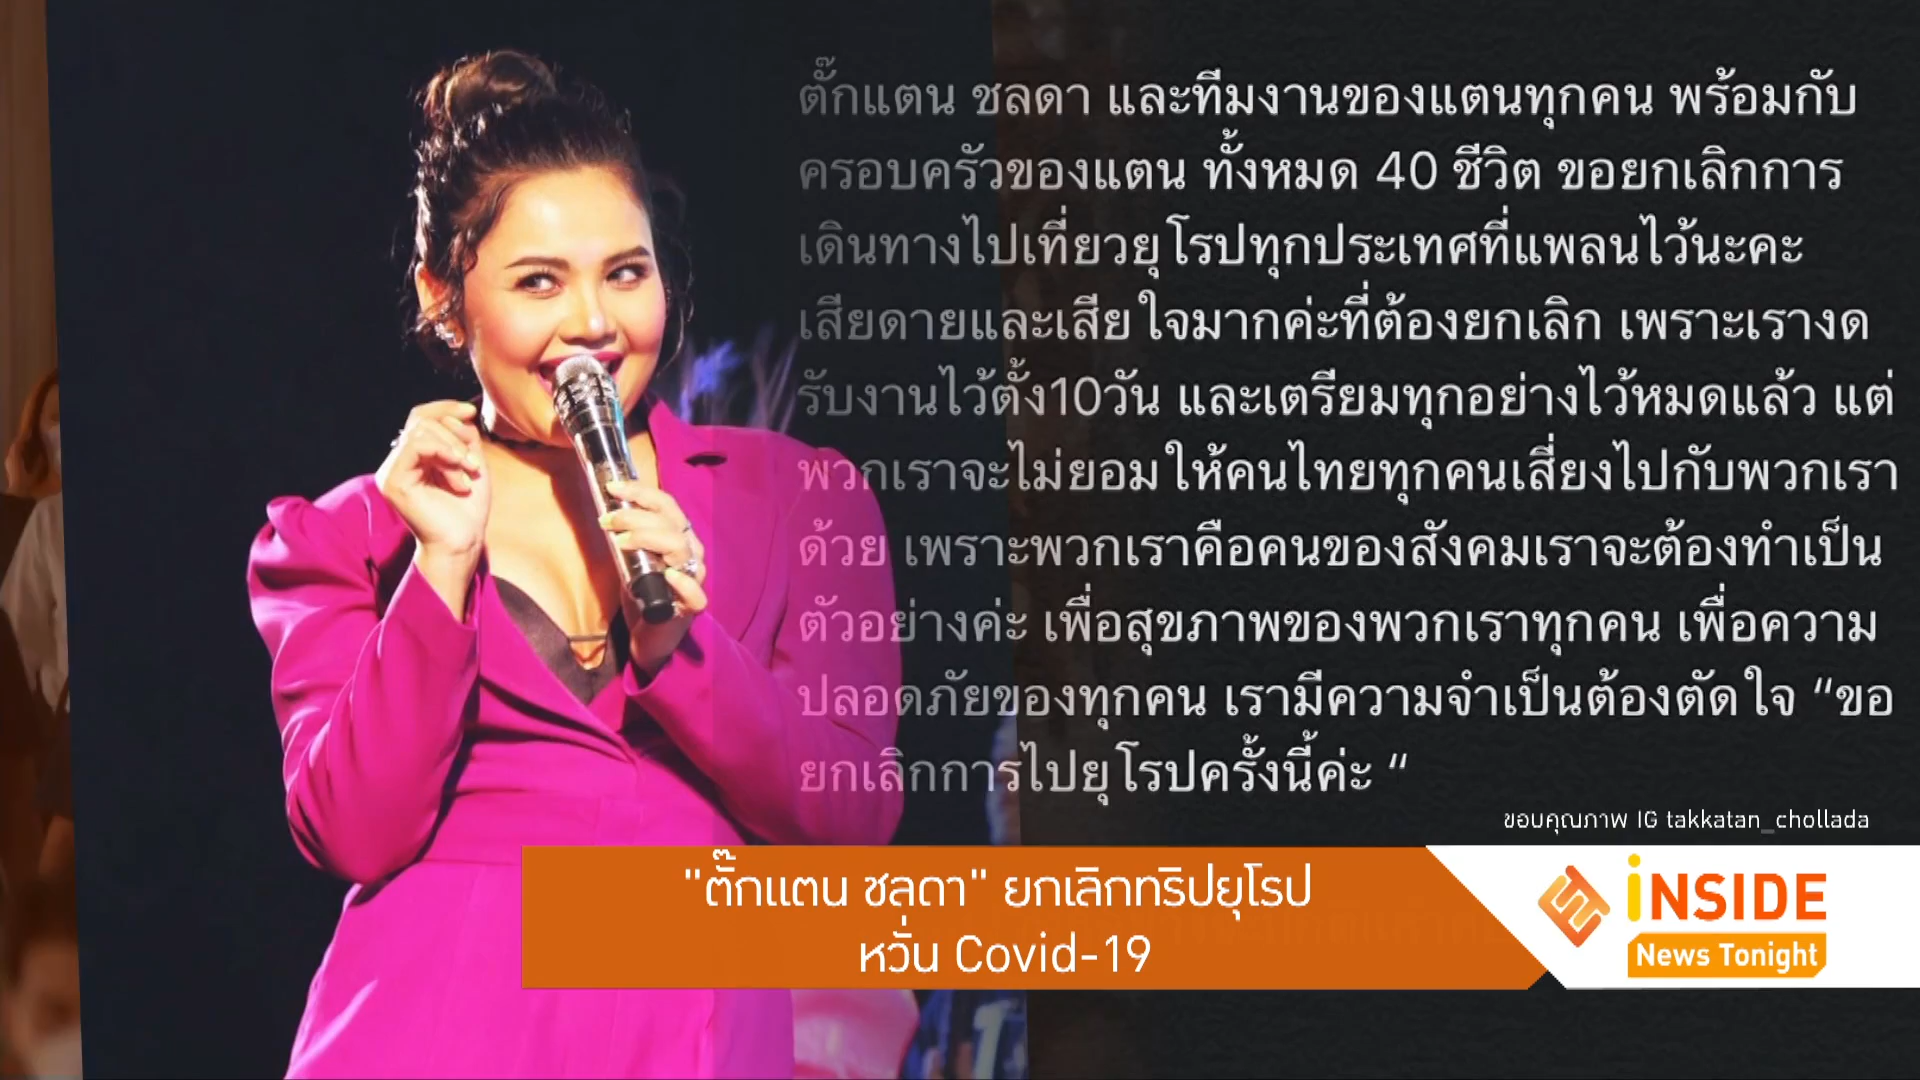 ตั๊กแตน ชลดา และทีมงานของแตนทุกคน พร้อมกับ
ครอบครัวของแตน ทั้งหมด 40 ชีวิต ขอยกเลิกการ
เดินทางไปเที่ยวยุโรปทุกประเทศที่แพลนไว้นะคะ
เสียดายและเสียใจมากค่ะที่ต้องยกเลิก เพราะเรางด
รับงานไว้ตั้ง10วัน และเตรียมทุกอย่างไว้หมดแล้ว แต่
พวกเราจะไม่ยอมให้คนไทยทุกคนเสี่ยงไปกับพวกเรา
ด้วย เพราะพวกเราคือคนของสังคมเราจะต้องทำเป็น
ตัวอย่างค่ะ เพื่อสุขภาพของพวกเราทุกคน เพื่อความ
ปลอดภัยของทุกคน เรามีความจำเป็นต้องตัดใจ “ขอ
ยกเลิกการไปยุโรปครั้งนี้ค่ะ “
ขอบคุณภาพ IG takkatan_chollada
"ตั๊กแตน ชลดา" ยกเลิกทริปยุโรป
หวั่น Covid-19
iNSIDE
News Tonight